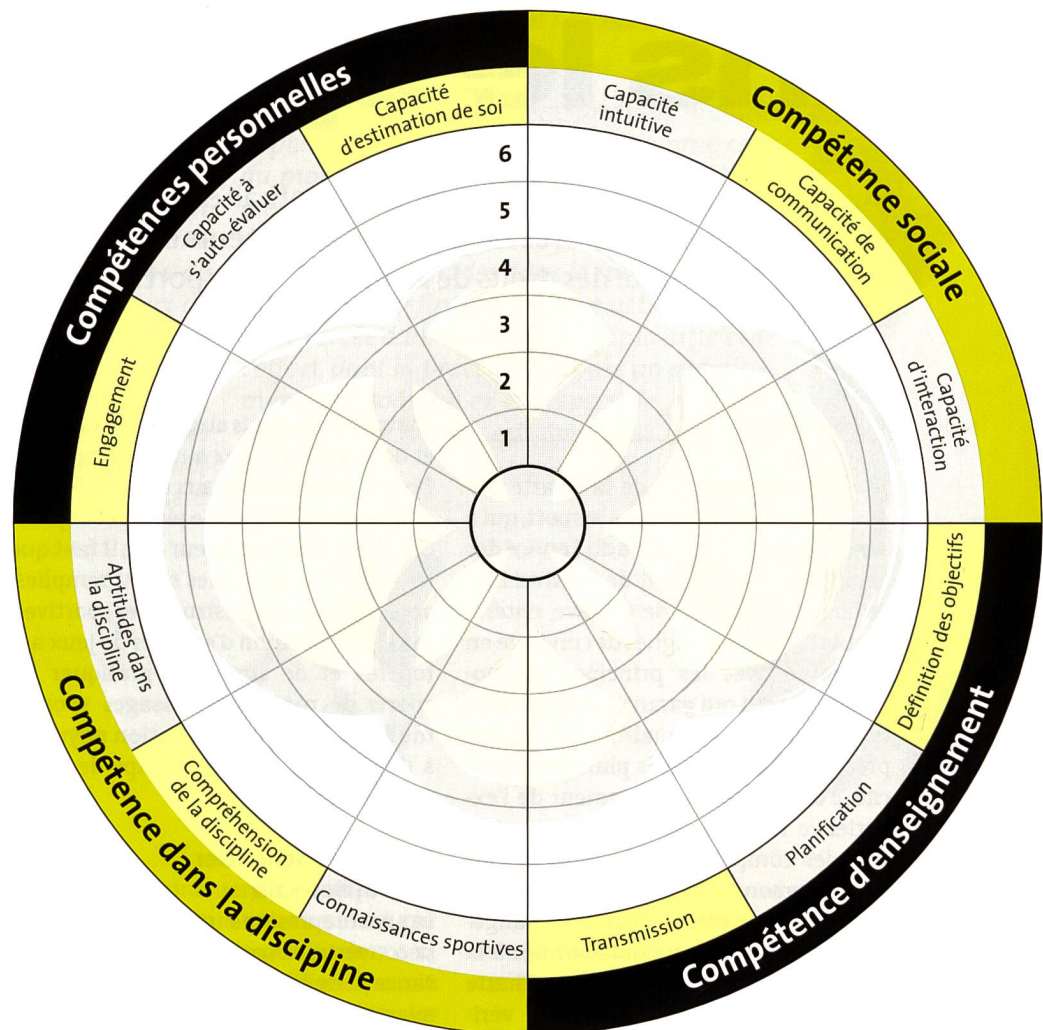 Compétences personnelles
Capacité
d'estimation de soi
Capacité à
s'auto-évaluer
Engagement
Compétence sociale
Capacité
intuitive
Capacité de
communication
Capacité
d'interaction
6
5
4
3
2
1
Compétence d'enseignement
Définition des objectifs
Planification
Transmission
Compétence dans la discipline
Aptitudes dans
la discipline
Compréhension
de la discipline
Connaissances sportives